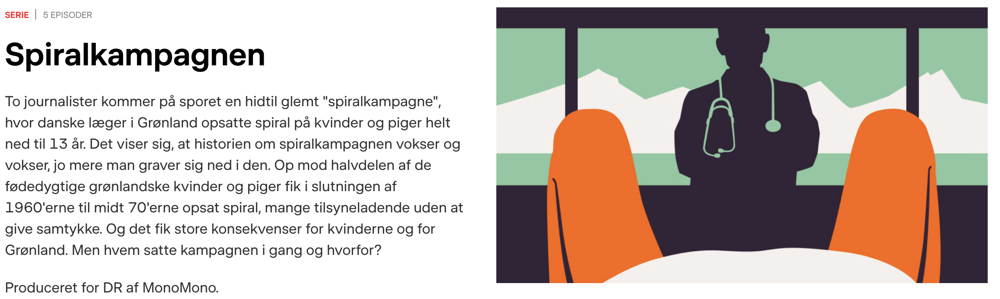 SERIE | 5 EPISODER
Spiralkampagnen
To journalister kommer på sporet en hidtil glemt "spiralkampagne",
hvor danske læger i Grønland opsatte spiral på kvinder og piger helt
ned til 13 år. Det viser sig, at historien om spiralkampagnen vokser og
vokser, jo mere man graver sig ned i den. Op mod halvdelen af de
fødedygtige grønlandske kvinder og piger fik i slutningen af
1960'erne til midt 70'erne opsat spiral, mange tilsyneladende uden at
give samtykke. Og det fik store konsekvenser for kvinderne og for
Grønland. Men hvem satte kampagnen i gang og hvorfor?
Produceret for DR af MonoMono.